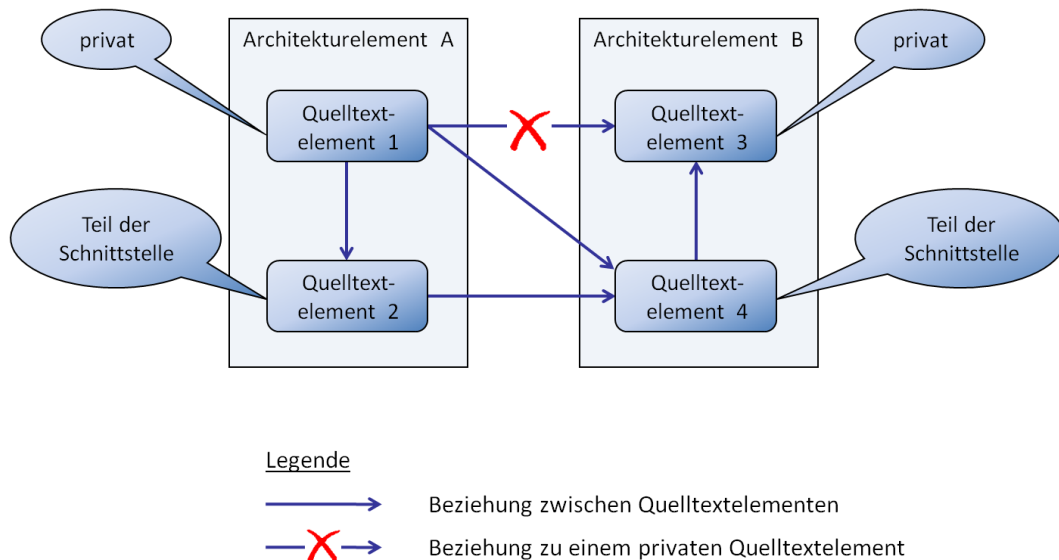 privat
Architekturelement A
Architekturelement B
privat
Quelltext-
element 1
Quelltext-
element 3
Teil der
Schnittstelle
Quelltext-
element 2
Quelltext-
element 4
Teil der
Schnittstelle
Legende
Beziehung zwischen Quelltextelementen
Beziehung zu einem privaten Quelltextelement